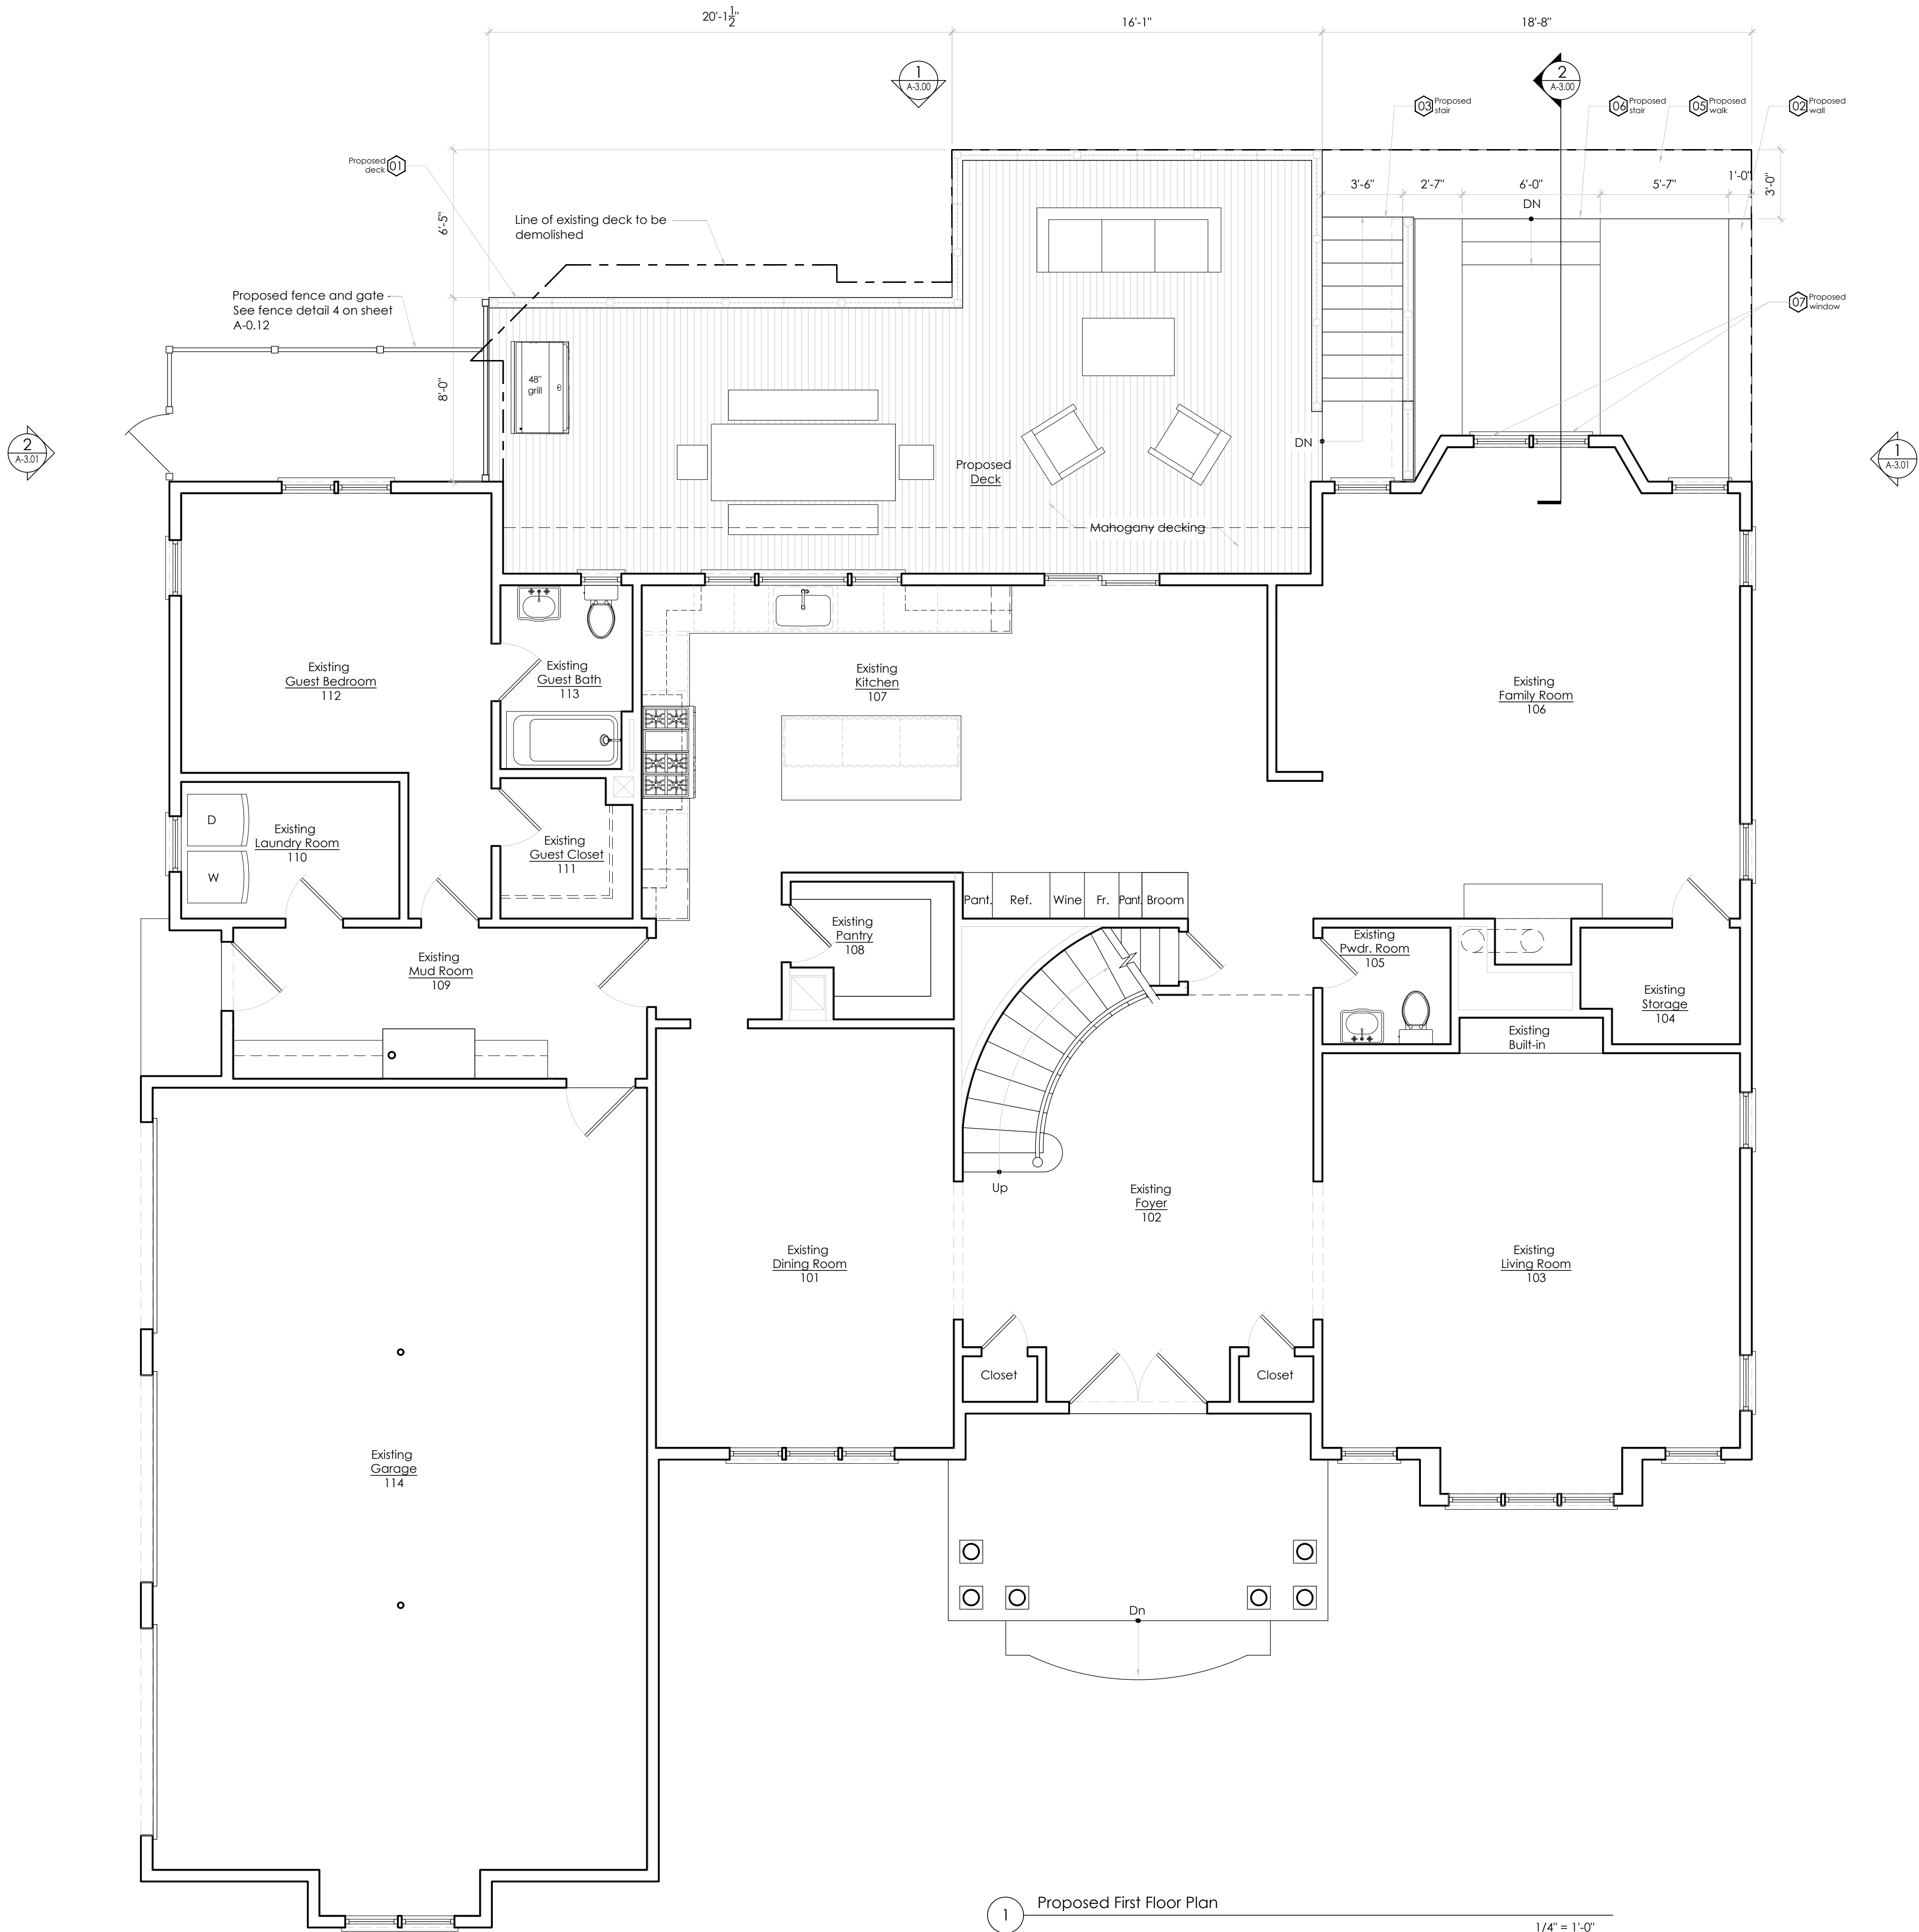 20'-1 1/2"
16'-1"
18'-8"
1
A-3.00
2
A-3.00
03 Proposed
stair
06 Proposed
stair
05 Proposed
walk
02 Proposed
wall
Proposed
deck 01
6'-5"
3'-6"
2'-7"
6'-0"
5'-7"
1'-0"
3'-0"
DN
Line of existing deck to be
demolished
Proposed fence and gate
See fence detail 4 on sheet
A-0.12
07 Proposed
window
8'-0"
48"
grill
2
A-3.01
1
A-3.01
DN
Proposed
Deck
Mahogany decking
Existing
Guest Bedroom
112
Existing
Guest Bath
113
Existing
Kitchen
107
Existing
Family Room
106
D
W
Existing
Laundry Room
110
Existing
Guest Closet
111
Pant.
Ref.
Wine
Fr.
Pant.
Broom
Existing
Pantry
108
Existing
Pwdr. Room
105
Existing
Mud Room
109
Existing
Storage
104
Existing
Built-in
Up
Existing
Foyer
102
Existing
Dining Room
101
Existing
Living Room
103
Closet
Closet
Existing
Garage
114
Dn
1
Proposed First Floor Plan
1/4" = 1'-0"